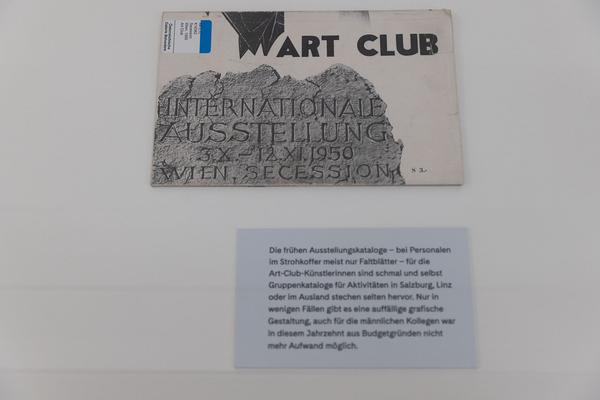 ART CLUB
INTERNATIONALE
AUSSTELLUNG
3.X.–12.XI.1950
WIEN, SECESSION
S 3.-
Die frühen Ausstellungskataloge – bei Personalen
im Strohkoffer meist nur Faltblätter – für die
Art-Club-Künstlerinnen sind schmal und selbst
Gruppenkataloge für Aktivitäten in Salzburg, Linz
oder im Ausland stechen selten hervor. Nur in
wenigen Fällen gibt es eine auffällige grafische
Gestaltung, auch für die männlichen Kollegen war
in diesem Jahrzehnt aus Budgetgründen nicht
mehr Aufwand möglich.